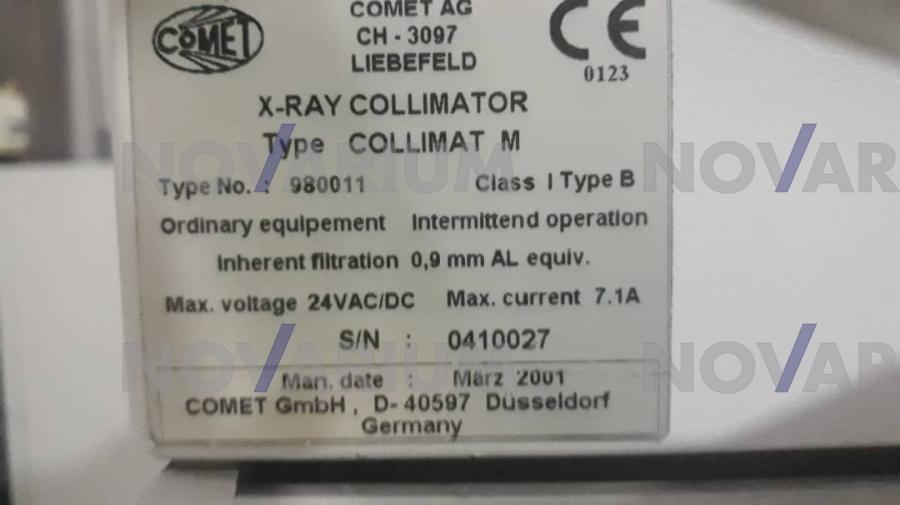 COMET
COMET AG
CH - 3097
LIEBEFELD
CE
0123
X-RAY COLLIMATOR
Type COLLIMAT M
NOVARIUM NOVARIUM
Type No. : 980011 Class I Type B
Ordinary equipement Intermittend operation
Inherent filtration 0,9 mm AL equiv.
Max. voltage 24VAC/DC Max. current 7.1A
S/N : 0410027
NOVARIUM NOVARIUM
Man. date : März 2001
COMET GmbH, D- 40597 Düsseldorf
Germany